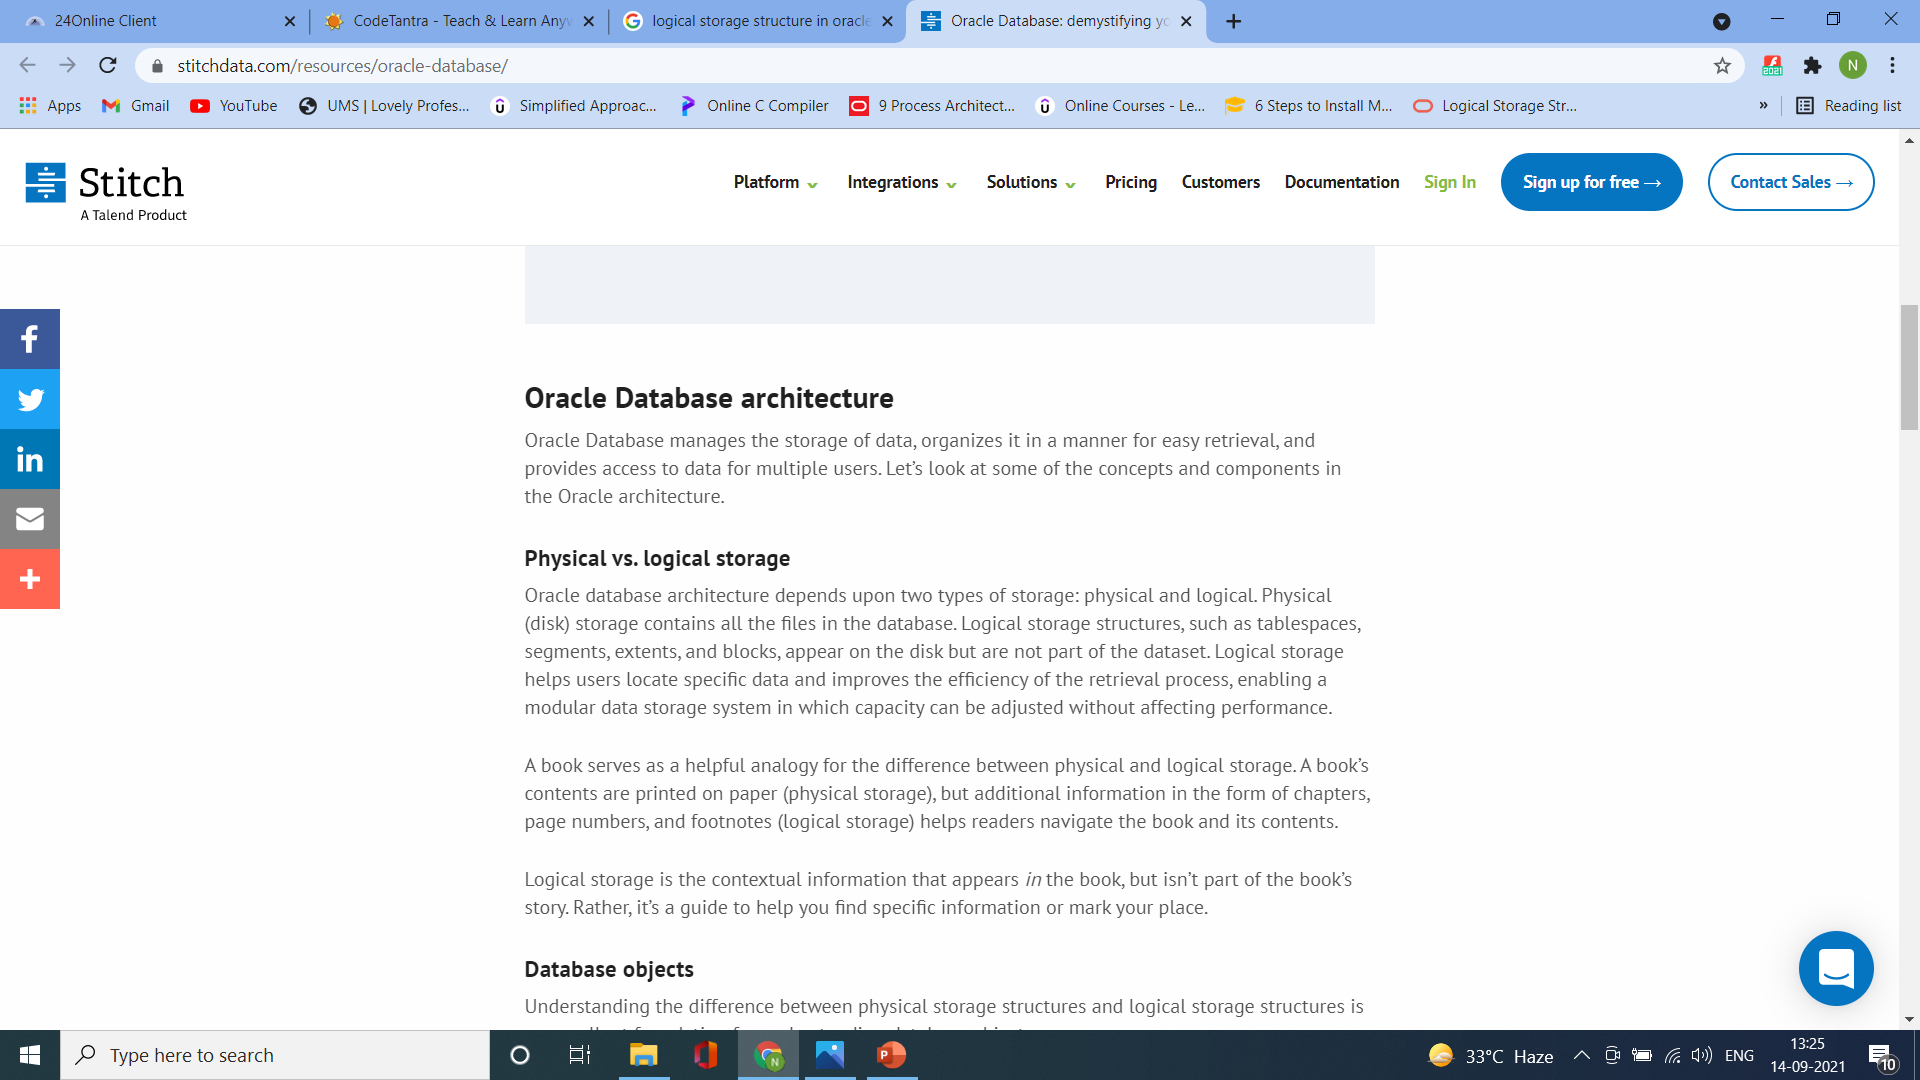 24Online Client
CodeTantra - Teach & Learn Anyw
logical storage structure in oracle
Oracle Database: demystifying yo
stitchdata.com/resources/oracle-database/
2021
N
Apps
Gmail
YouTube
UMS | Lovely Profes...
Simplified Approac...
Online C Compiler
9 Process Architect...
Online Courses - Le...
6 Steps to Install M...
Logical Storage Str...
»
Reading list
Stitch
A Talend Product
Platform
Integrations
Solutions
Pricing
Customers
Documentation
Sign In
Sign up for free →
Contact Sales →
Oracle Database architecture
Oracle Database manages the storage of data, organizes it in a manner for easy retrieval, and
provides access to data for multiple users. Let’s look at some of the concepts and components in
the Oracle architecture.
Physical vs. logical storage
Oracle database architecture depends upon two types of storage: physical and logical. Physical
(disk) storage contains all the files in the database. Logical storage structures, such as tablespaces,
segments, extents, and blocks, appear on the disk but are not part of the dataset. Logical storage
helps users locate specific data and improves the efficiency of the retrieval process, enabling a
modular data storage system in which capacity can be adjusted without affecting performance.
A book serves as a helpful analogy for the difference between physical and logical storage. A book’s
contents are printed on paper (physical storage), but additional information in the form of chapters,
page numbers, and footnotes (logical storage) helps readers navigate the book and its contents.
Logical storage is the contextual information that appears in the book, but isn’t part of the book’s
story. Rather, it’s a guide to help you find specific information or mark your place.
Database objects
Understanding the difference between physical storage structures and logical storage structures is
Type here to search
33°C Haze
ENG
13:25
14-09-2021
10